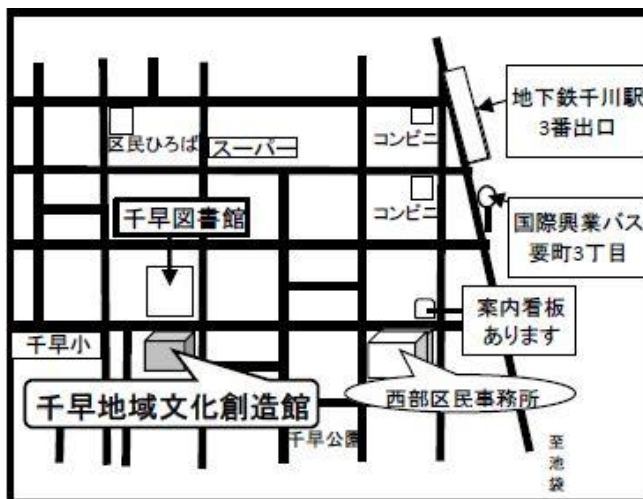 地下鉄千川駅
3番出口
コンビニ
区民ひろば
スーパー
コンビニ
千早図書館
国際興業バス
要町3丁目
案内看板
あります
千早小
千早地域文化創造館
西部区民事務所
千早公園
至池袋